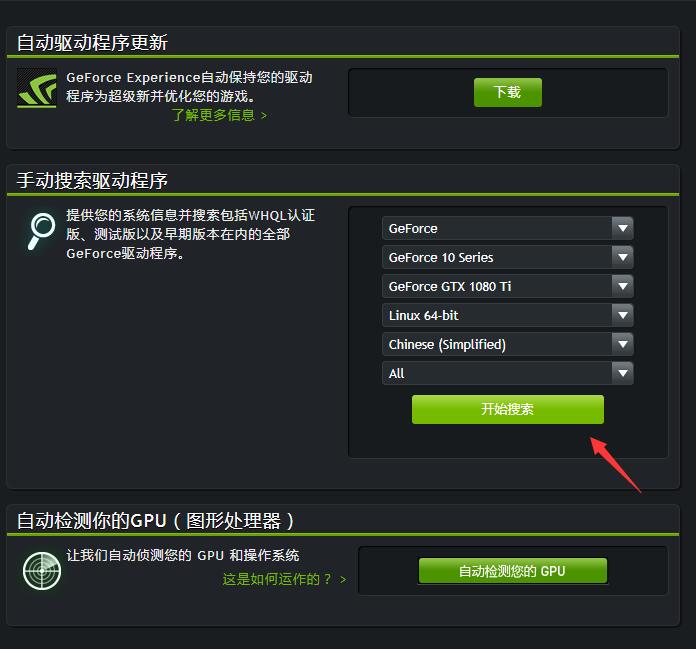 自动驱动程序更新
GeForce Experience自动保持您的驱动
程序为超级新并优化您的游戏。
了解更多信息 >
下载
手动搜索驱动程序
提供您的系统信息并搜索包括WHQL认证
版、测试版以及早期版本在内的全部
GeForce驱动程序。
GeForce
GeForce 10 Series
GeForce GTX 1080 Ti
Linux 64-bit
Chinese (Simplified)
All
开始搜索
自动检测你的GPU（图形处理器）
让我们自动侦测您的 GPU 和操作系统
这是如何运作的？ >
自动检测您的 GPU